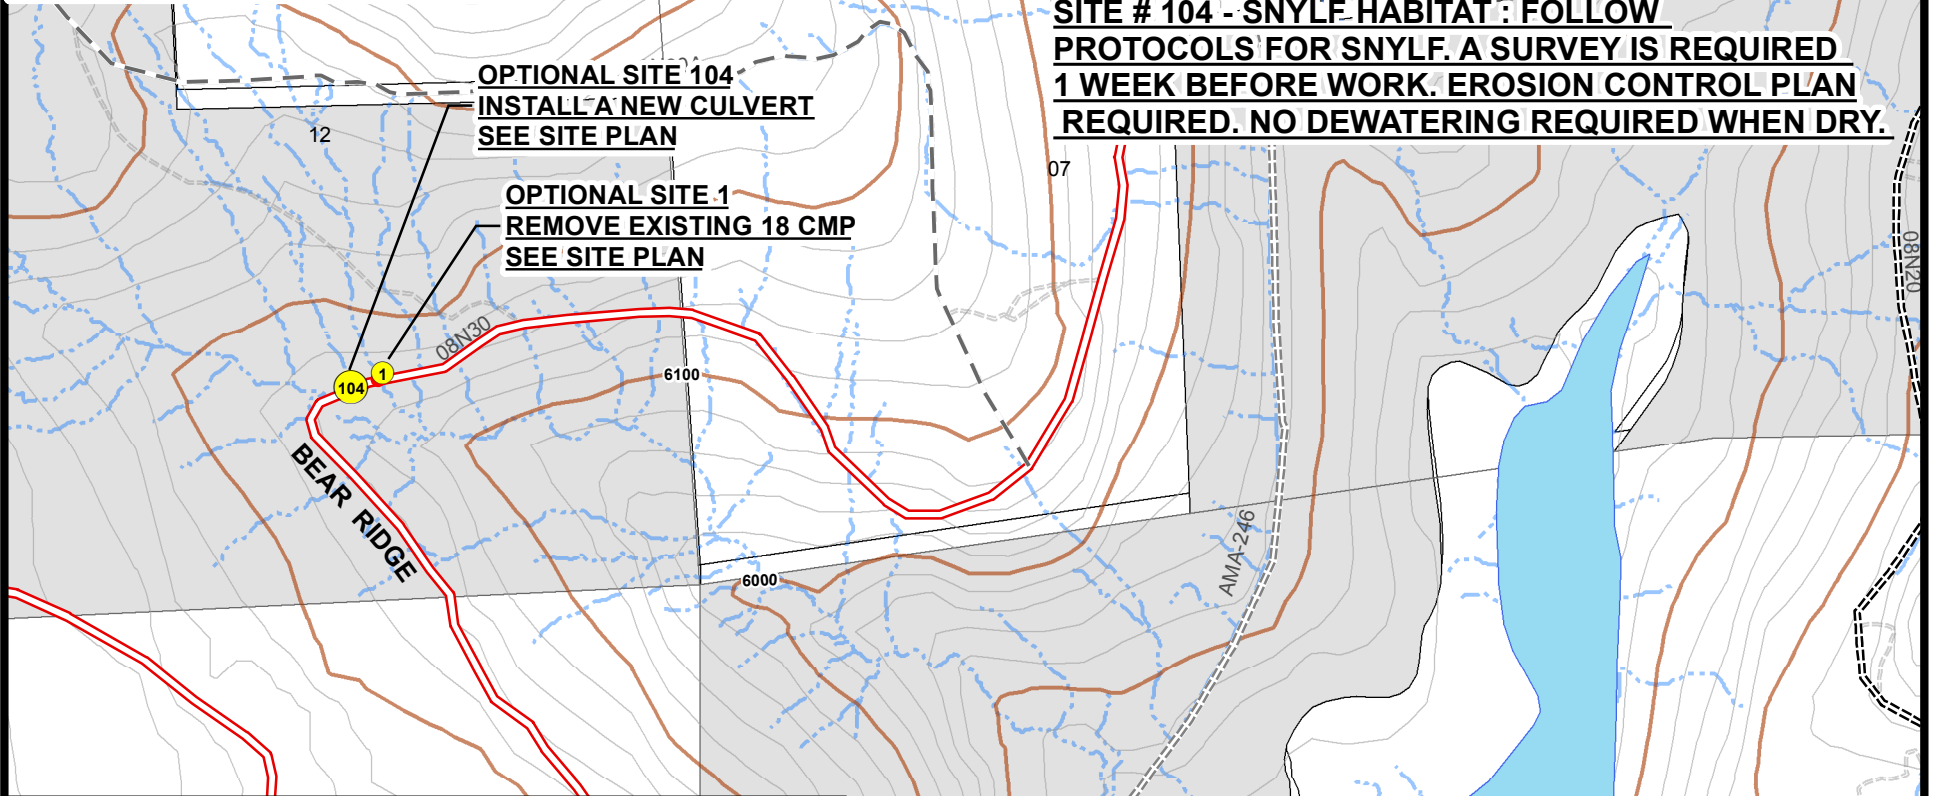 SITE # 104 - SNYLF HABITAT : FOLLOW
PROTOCOLS FOR SNYLF. A SURVEY IS REQUIRED
1 WEEK BEFORE WORK. EROSION CONTROL PLAN
REQUIRED. NO DEWATERING REQUIRED WHEN DRY.
OPTIONAL SITE 104
INSTALL A NEW CULVERT
SEE SITE PLAN
12
07
OPTIONAL SITE 1
REMOVE EXISTING 18 CMP
SEE SITE PLAN
08N20
08N30
1
104
6100
BEAR RIDGE
AMA-246
6000